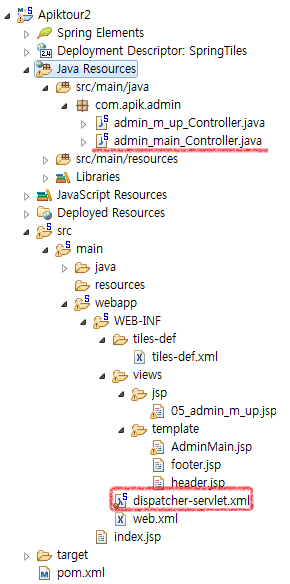 Apiktour2
Spring Elements
Deployment Descriptor: SpringTiles
Java Resources
src/main/java
com.apik.admin
admin_m_up_Controller.java
admin_main_Controller.java
src/main/resources
Libraries
JavaScript Resources
Deployed Resources
src
main
java
resources
webapp
WEB-INF
tiles-def
tiles-def.xml
views
jsp
05_admin_m_up.jsp
template
AdminMain.jsp
footer.jsp
header.jsp
dispatcher-servlet.xml
web.xml
index.jsp
target
pom.xml